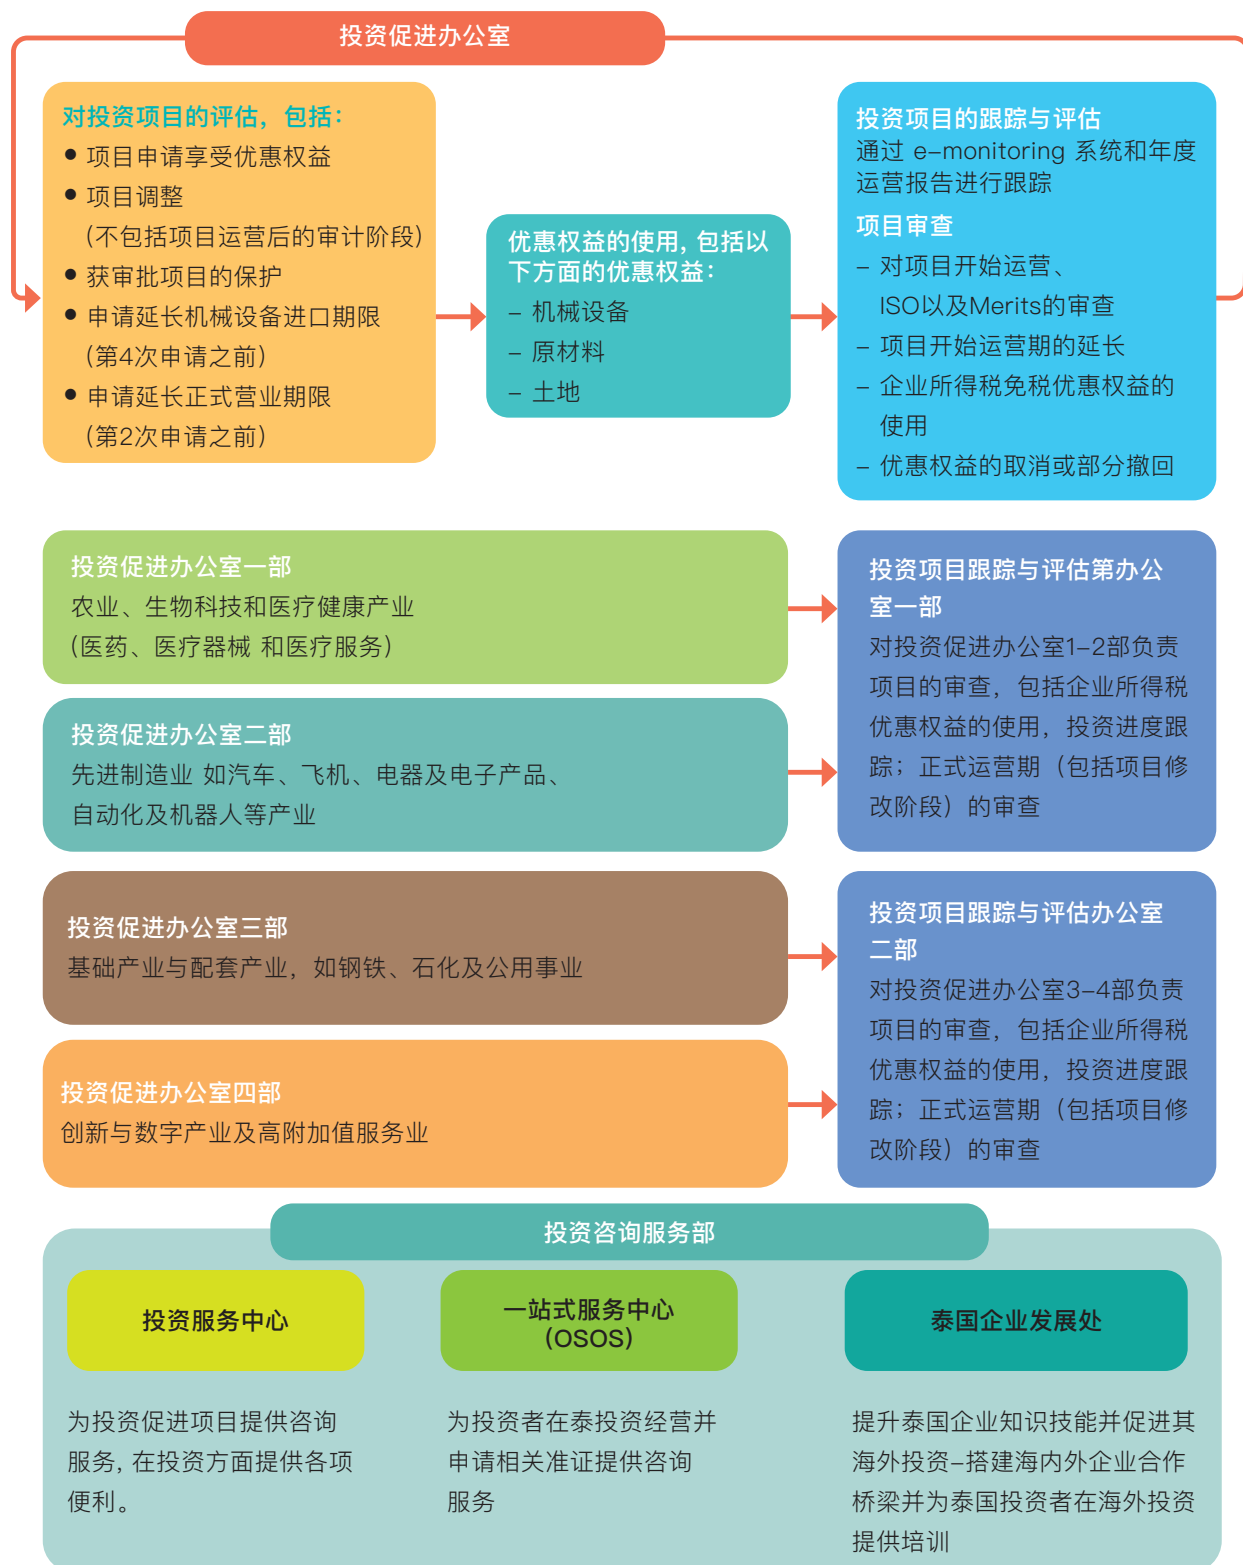 投资促进办公室
对投资项目的评估，包括：
● 项目申请享受优惠权益
● 项目调整
(不包括项目运营后的审计阶段)
● 获审批项目的保护
● 申请延长机械设备进口期限
(第4次申请之前)
● 申请延长正式营业期限
(第2次申请之前)
优惠权益的使用, 包括以
下方面的优惠权益：
– 机械设备
– 原材料
– 土地
投资项目的跟踪与评估
通过 e–monitoring 系统和年度
运营报告进行跟踪
项目审查
– 对项目开始运营、
ISO以及Merits的审查
– 项目开始运营期的延长
– 企业所得税免税优惠权益的
使用
– 优惠权益的取消或部分撤回
投资促进办公室一部
农业、生物科技和医疗健康产业
(医药、医疗器械 和医疗服务)
投资促进办公室二部
先进制造业 如汽车、飞机、电器及电子产品、
自动化及机器人等产业
投资项目跟踪与评估第办公
室一部
对投资促进办公室1–2部负责
项目的审查，包括企业所得税
优惠权益的使用，投资进度跟
踪；正式运营期（包括项目修
改阶段）的审查
投资促进办公室三部
基础产业与配套产业，如钢铁、石化及公用事业
投资促进办公室四部
创新与数字产业及高附加值服务业
投资项目跟踪与评估办公室
二部
对投资促进办公室3–4部负责
项目的审查，包括企业所得税
优惠权益的使用，投资进度跟
踪；正式运营期（包括项目修
改阶段）的审查
投资咨询服务部
投资服务中心
为投资促进项目提供咨询
服务, 在投资方面提供各项
便利。
一站式服务中心
(OSOS)
为投资者在泰投资经营并
申请相关准证提供咨询
服务
泰国企业发展处
提升泰国企业知识技能并促进其
海外投资–搭建海内外企业合作
桥梁并为泰国投资者在海外投资
提供培训